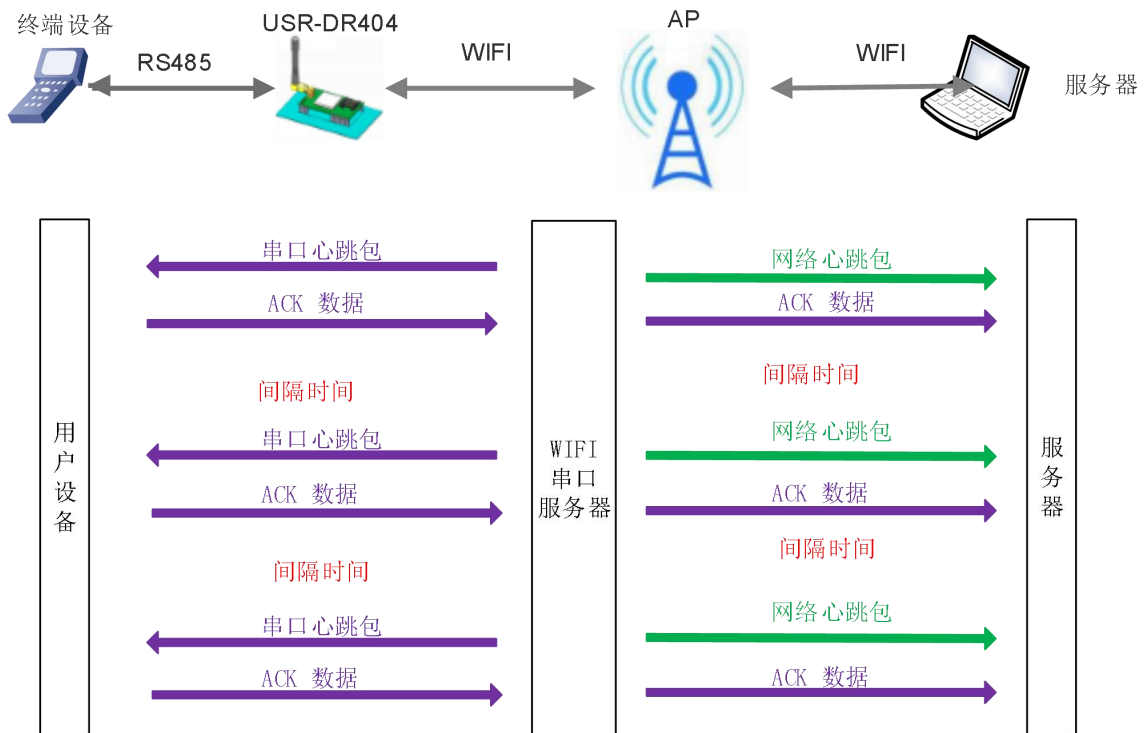 终端设备
USR-DR404
AP
RS485
WIFI
WIFI
服务器
串口心跳包
网络心跳包
ACK 数据
ACK 数据
间隔时间
间隔时间
串口心跳包
网络心跳包
ACK 数据
ACK 数据
用户设备
WIFI
串口
服务器
服务器
间隔时间
间隔时间
串口心跳包
网络心跳包
ACK 数据
ACK 数据